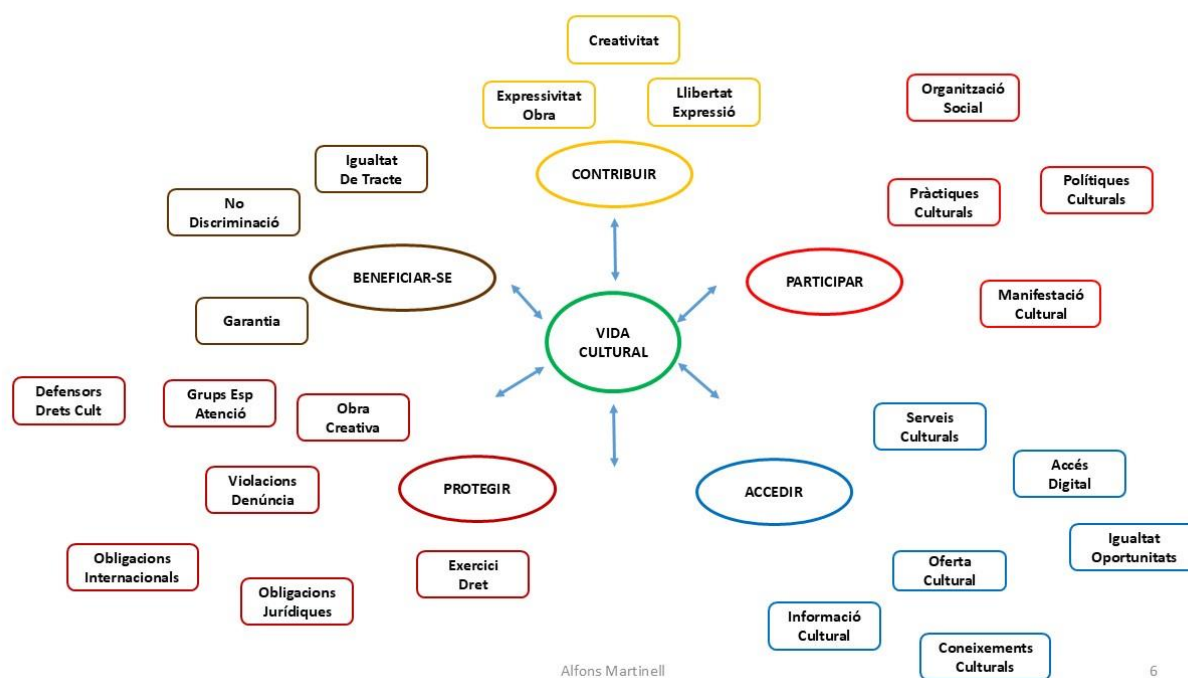 Creativitat
Expressivitat
Obra
Llibertat
Expressió
CONTRIBUIR
Organització
Social
Pràctiques
Culturals
Polítiques
Culturals
PARTICIPAR
Manifestació
Cultural
Igualtat
De Tracte
No
Discriminació
BENEFICIAR-SE
Garantia
VIDA
CULTURAL
Defensors
Drets Cult
Grups Esp
Atenció
Obra
Creativa
Violacions
Denúncia
PROTEGIR
Obligacions
Internacionals
Obligacions
Jurídiques
Exercici
Dret
Serveis
Culturals
Accés
Digital
ACCEDIR
Igualtat
Oportunitats
Oferta
Cultural
Informació
Cultural
Coneixements
Culturals
Alfons Martinell
6